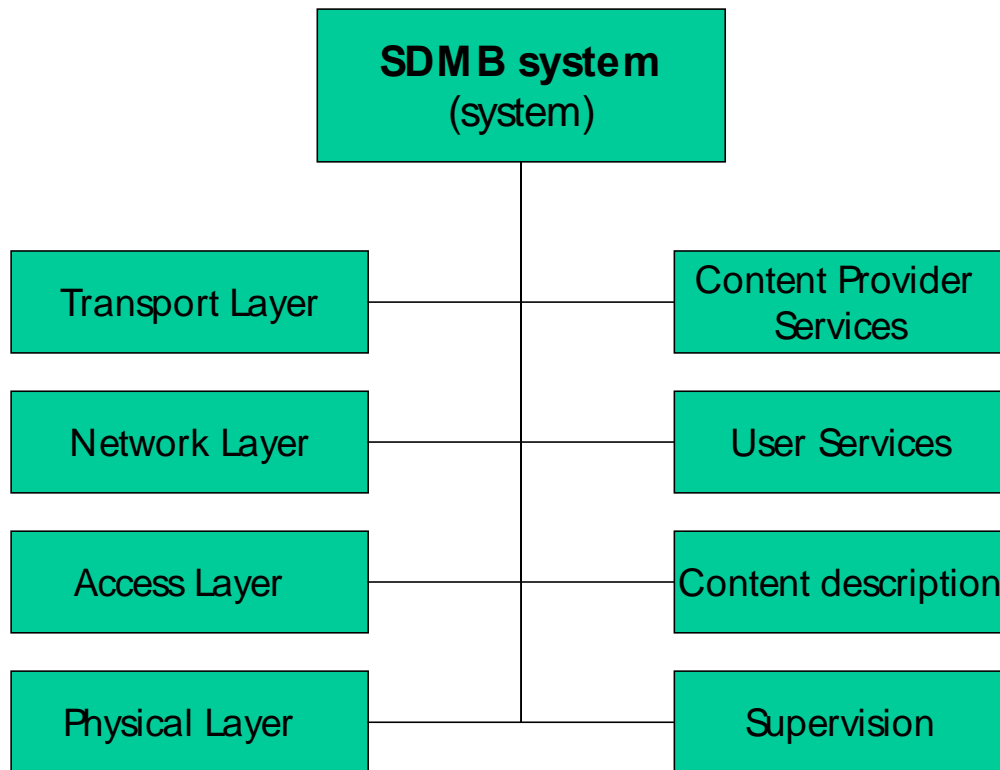 SDMB system
(system)
Transport Layer
Content Provider
Services
Network Layer
User Services
Access Layer
Content description
Physical Layer
Supervision